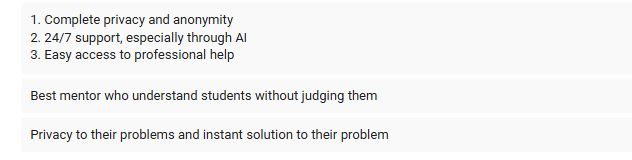 1. Complete privacy and anonymity
2. 24/7 support, especially through AI
3. Easy access to professional help
Best mentor who understand students without judging them
Privacy to their problems and instant solution to their problem